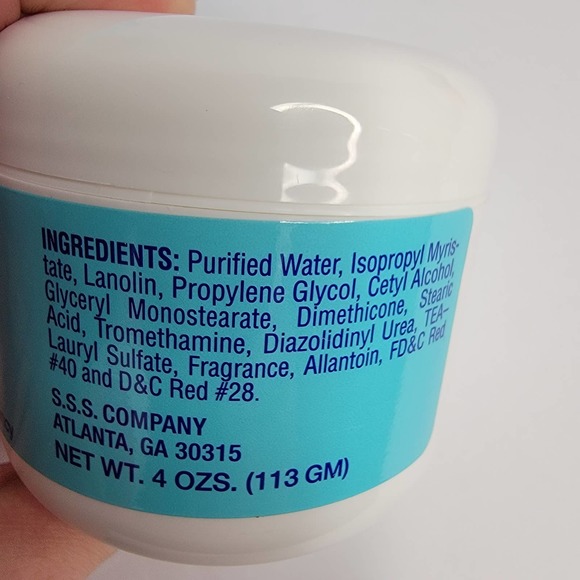 INGREDIENTS: Purified Water, Isopropyl Myris-
tate, Lanolin, Propylene Glycol, Cetyl Alcohol,
Glyceryl Monostearate, Dimethicone, Stearic
Acid, Tromethamine, Diazolidinyl Urea, TEA-
Lauryl Sulfate, Fragrance, Allantoin, FD&C Red
#40 and D&C Red #28.
S.S.S. COMPANY
ATLANTA, GA 30315
NET WT. 4 OZS. (113 GM)